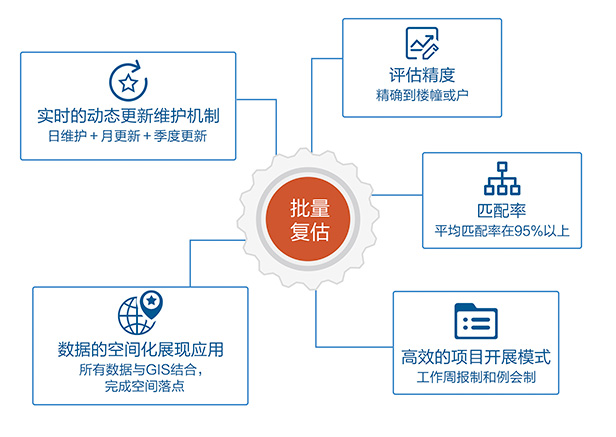 评估精度
精确到楼幢或户
实时的动态更新维护机制
日维护＋月更新＋季度更新
匹配率
平均匹配率在95%以上
批量
复估
数据的空间化展现应用
所有数据与GIS结合，
完成空间落点
高效的项目开展模式
工作周报制和例会制